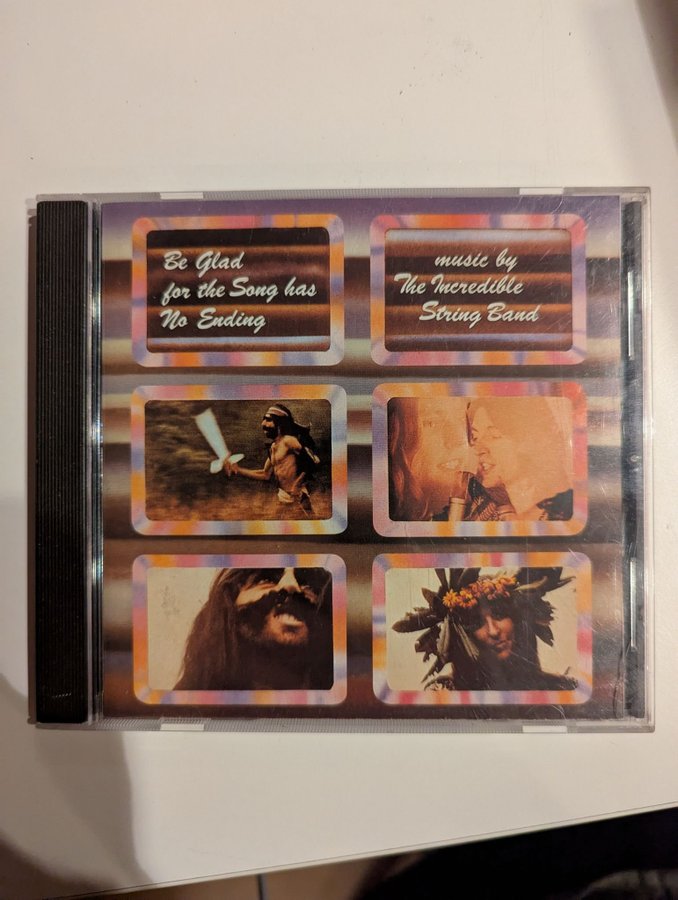 Be Glad
for the Song has
No Ending
music by
The Incredible
String Band